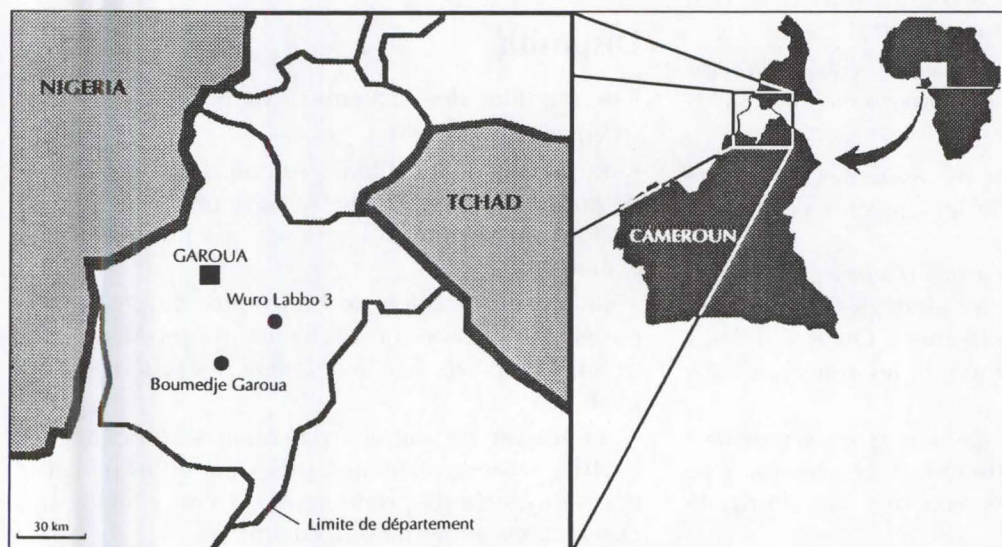 NIGERIA
TCHAD
GAROUA
Wuro Labbo 3
Boumedje Garoua
30 km
Limite de département
CAMEROUN